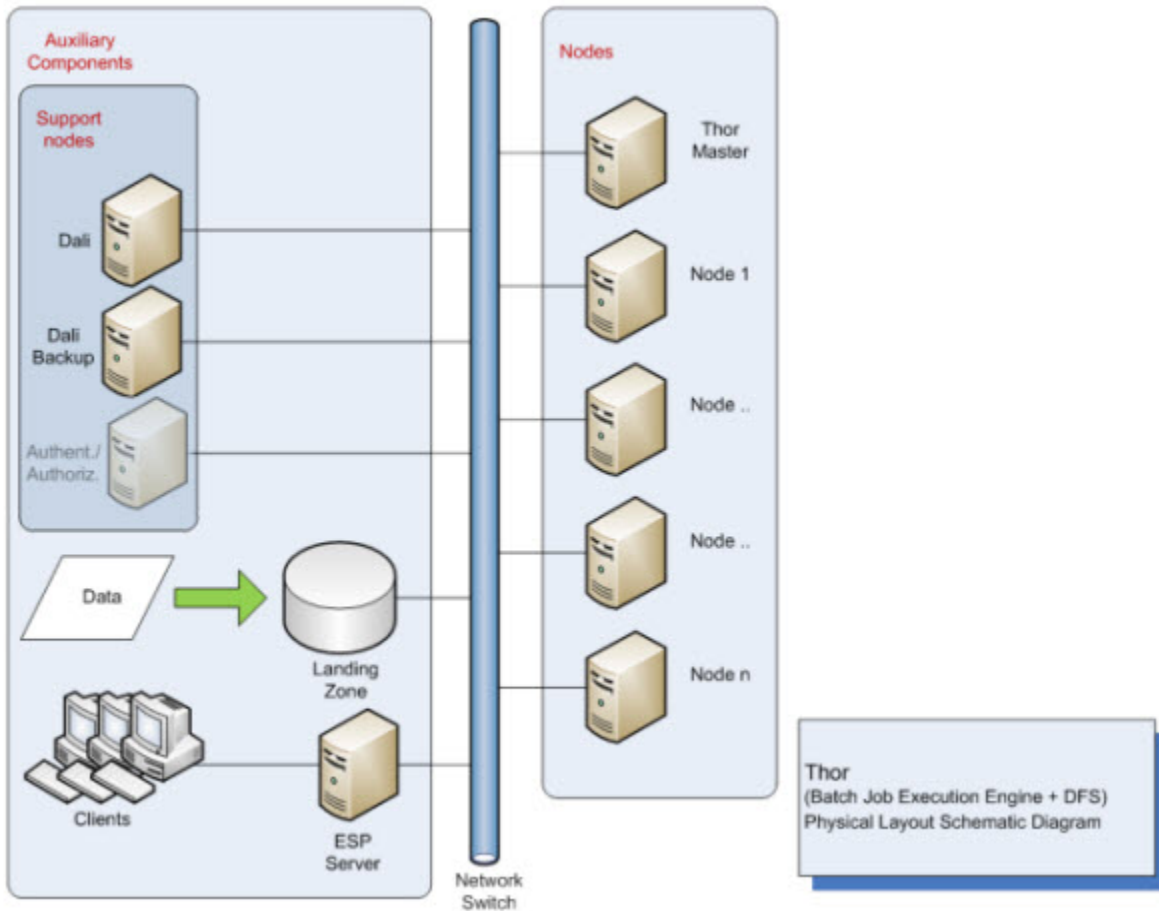 Auxiliary
Components
Support
nodes
Dali
Dali
Backup
Authent./
Authoriz.
Data
Landing
Zone
Clients
ESP
Server
Network
Switch
Nodes
Thor
Master
Node 1
Node ..
Node ..
Node n
Thor
(Batch Job Execution Engine + DFS)
Physical Layout Schematic Diagram